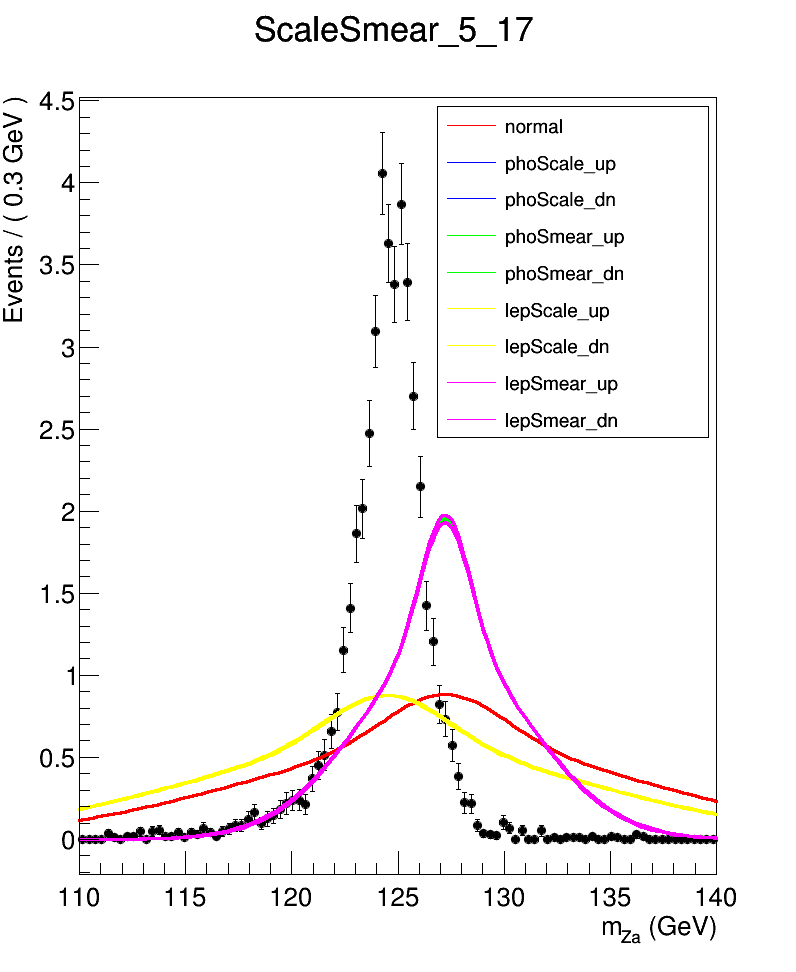 ScaleSmear_5_17
Events / ( 0.3 GeV )
4.5
4
3.5
3
2.5
2
1.5
1
0.5
0
normal
phoScale_up
phoScale_dn
phoSmear_up
phoSmear_dn
lepScale_up
lepScale_dn
lepSmear_up
lepSmear_dn
110 115 120 125 130 135 140
m_Za (GeV)